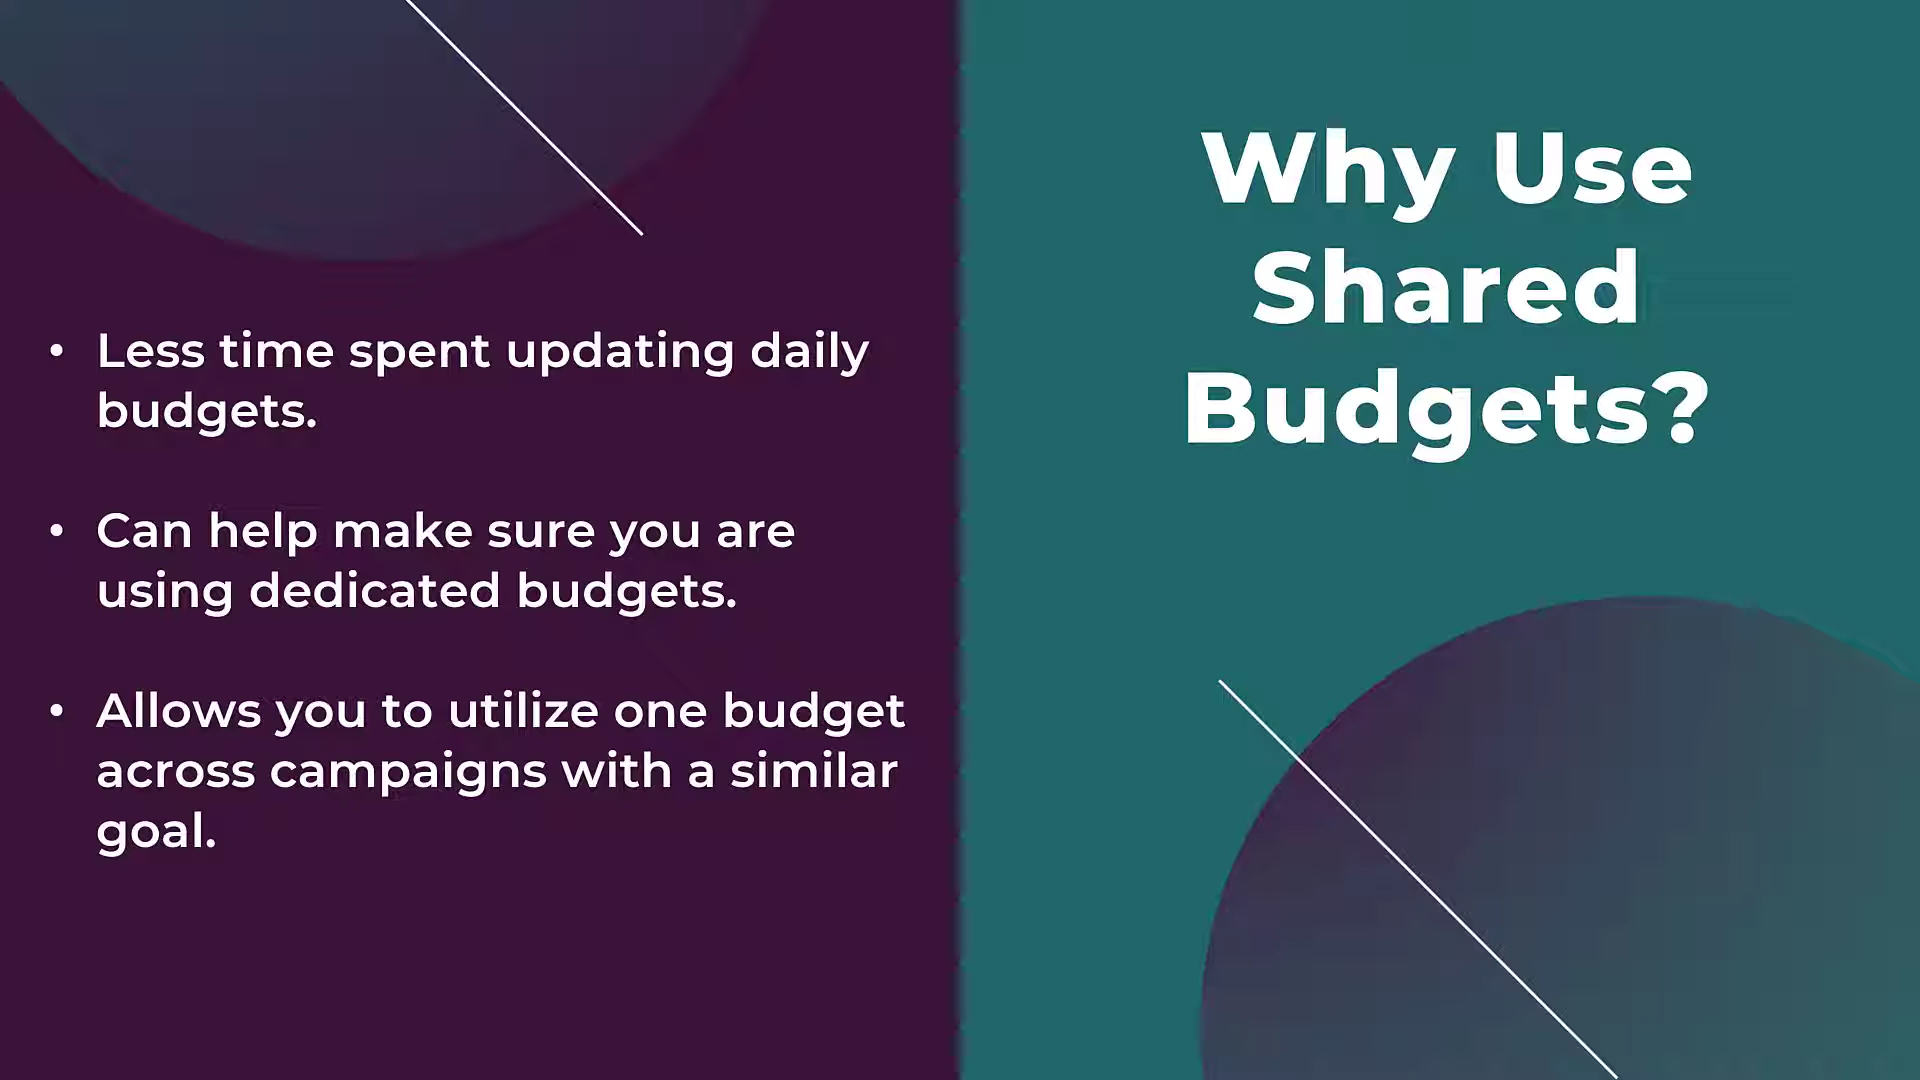 Why Use
Shared
Budgets?
• Less time spent updating daily
budgets.
• Can help make sure you are
using dedicated budgets.
• Allows you to utilize one budget
across campaigns with a similar
goal.